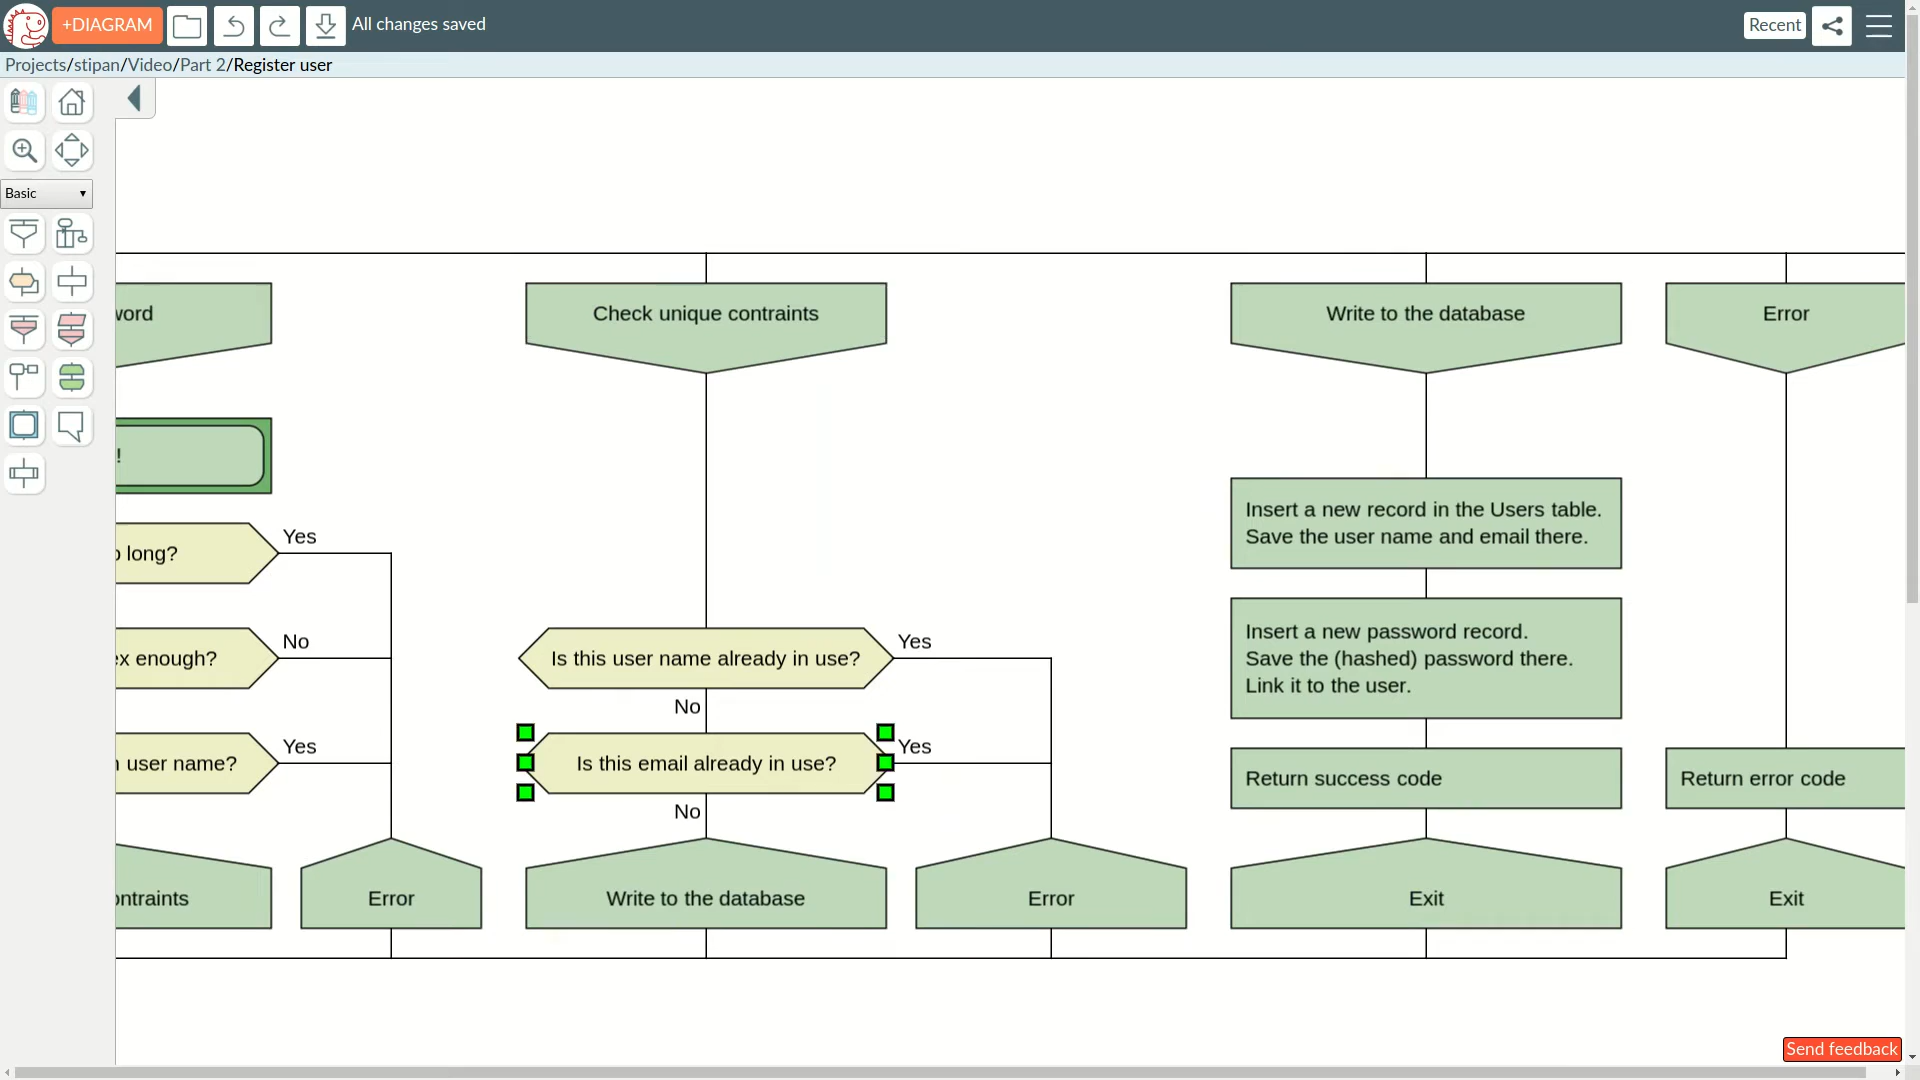 +DIAGRAM
All changes saved
Recent
Projects/stipan/Video/Part 2/Register user
Basic
word
Check unique contraints
Write to the database
Error
!
Insert a new record in the Users table.
Save the user name and email there.
Yes
long?
Insert a new password record.
Save the (hashed) password there.
Link it to the user.
No
ex enough?
Is this user name already in use?
Yes
No
Yes
user name?
Is this email already in use?
Yes
Return success code
Return error code
No
ontraints
Error
Write to the database
Error
Exit
Exit
Send feedback